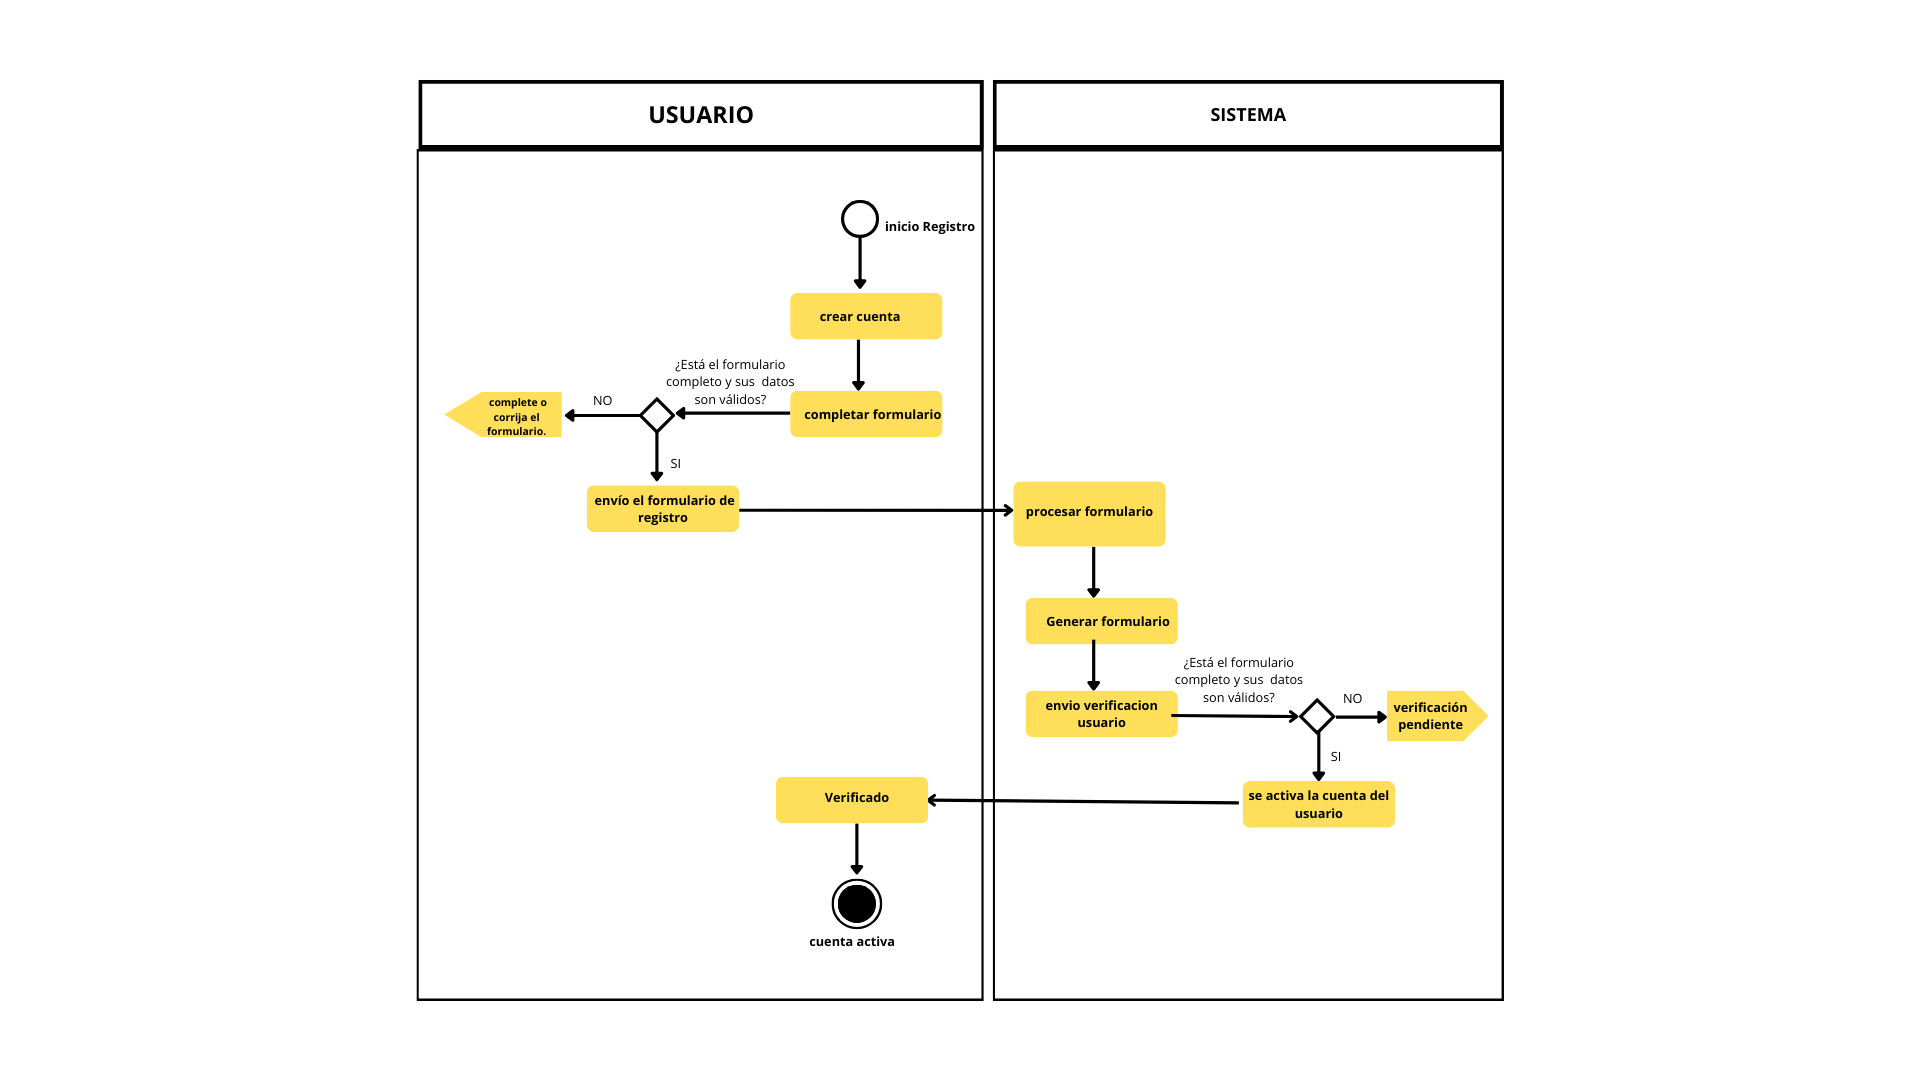 USUARIO
SISTEMA
inicio Registro
crear cuenta
¿Está el formulario
completo y sus  datos
son válidos?
completar formulario
NO
complete o
corrija el
formulario.
SI
envío el formulario de
registro
procesar formulario
Generar formulario
¿Está el formulario
completo y sus  datos
son válidos?
envio verificacion
usuario
NO
verificación
pendiente
SI
se activa la cuenta del
usuario
Verificado
cuenta activa